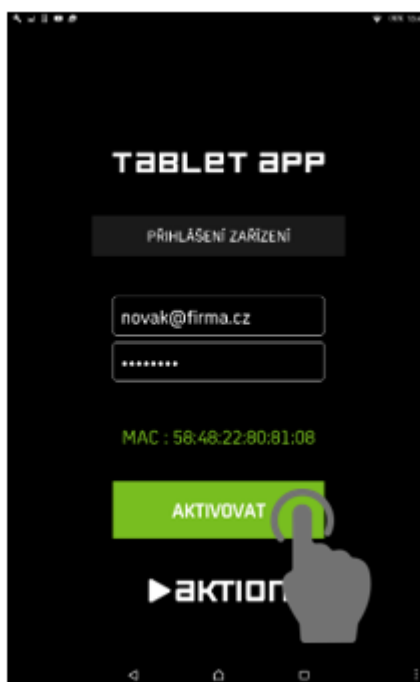 TABLET APP
PŘIHLÁŠENÍ ZAŘÍZENÍ
novak@firma.cz
••••••••
MAC : 58:48:22:80:81:08
AKTIVOVAT
AKTION